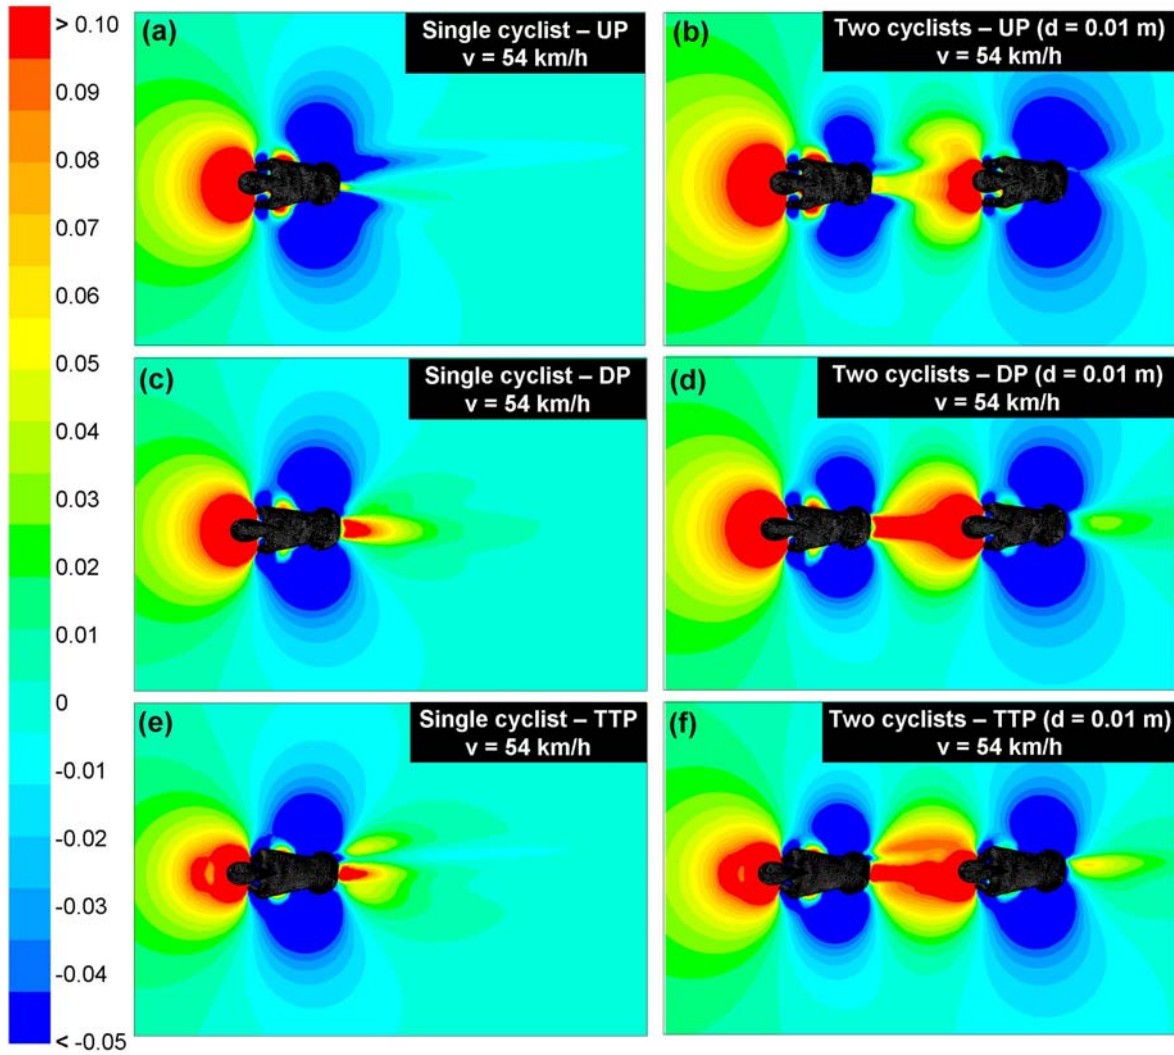 > 0.10
0.09
0.08
0.07
0.06
0.05
0.04
0.03
0.02
0.01
0
-0.01
-0.02
-0.03
-0.04
< -0.05
(a)
Single cyclist – UP
v = 54 km/h
(b)
Two cyclists – UP (d = 0.01 m)
v = 54 km/h
(c)
Single cyclist – DP
v = 54 km/h
(d)
Two cyclists – DP (d = 0.01 m)
v = 54 km/h
(e)
Single cyclist – TTP
v = 54 km/h
(f)
Two cyclists – TTP (d = 0.01 m)
v = 54 km/h